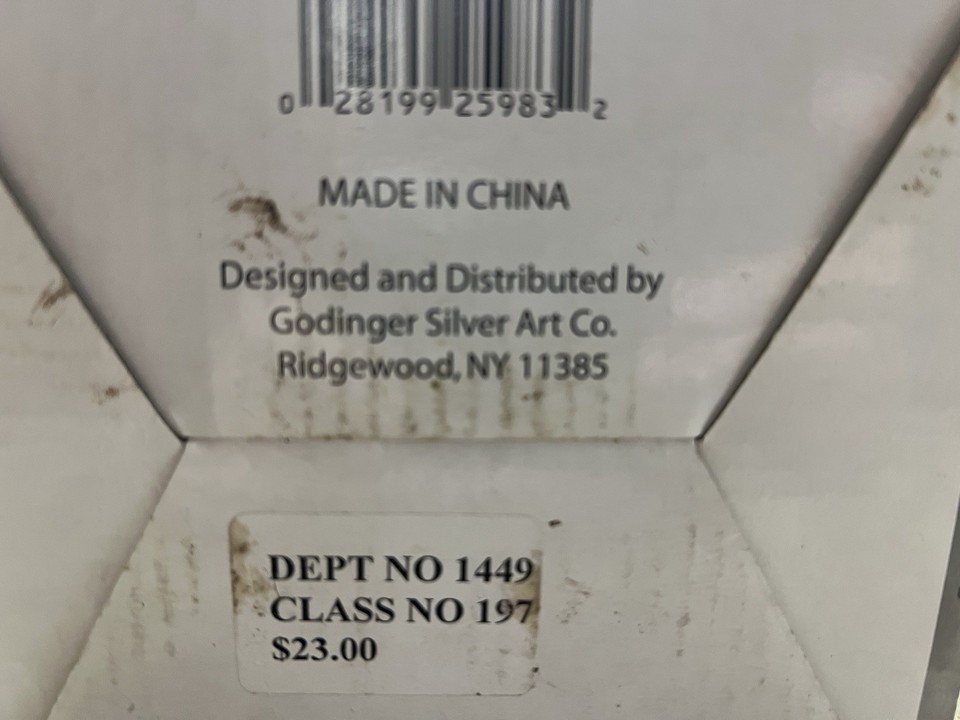 0 28199 25983 2
MADE IN CHINA
Designed and Distributed by
Godinger Silver Art Co.
Ridgewood, NY 11385
DEPT NO 1449
CLASS NO 197
$23.00